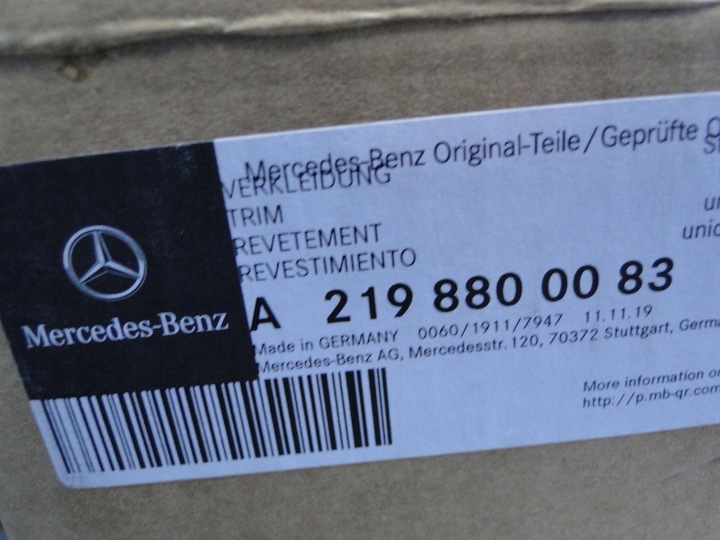 Mercedes-Benz Original-Teile/Geprüfte
VERKLEIDUNG
TRIM
REVETEMENT
REVESTIMIENTO
Mercedes-Benz
A 219 880 00 83
Made in GERMANY 0060/1911/7947 11.11.19
Mercedes-Benz AG, Mercedesstr. 120, 70372 Stuttgart,
More information
http://p.mb-qr.com